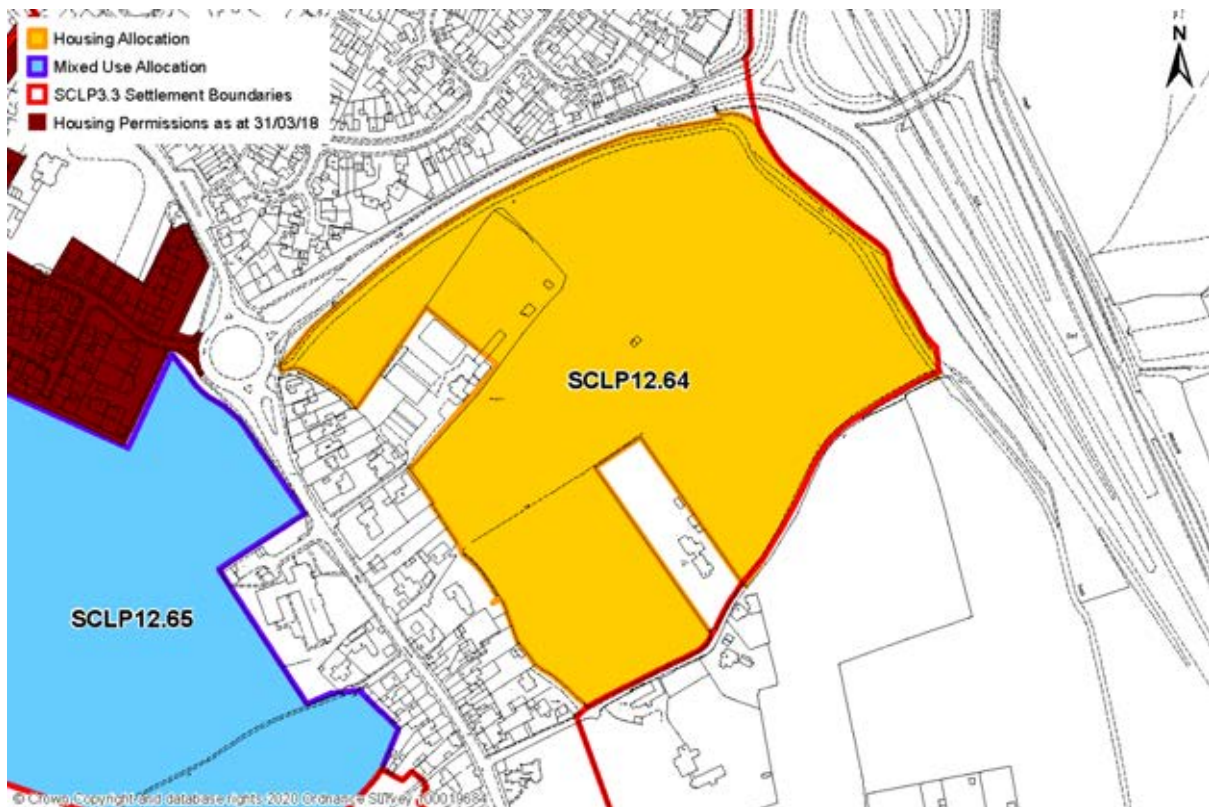 Housing Allocation
Mixed Use Allocation
SCLP3.3 Settlement Boundaries
Housing Permissions as at 31/03/18
N
SCLP12.64
SCLP12.65
© Crown Copyright and database rights 2020 Ordnance Survey 100019684